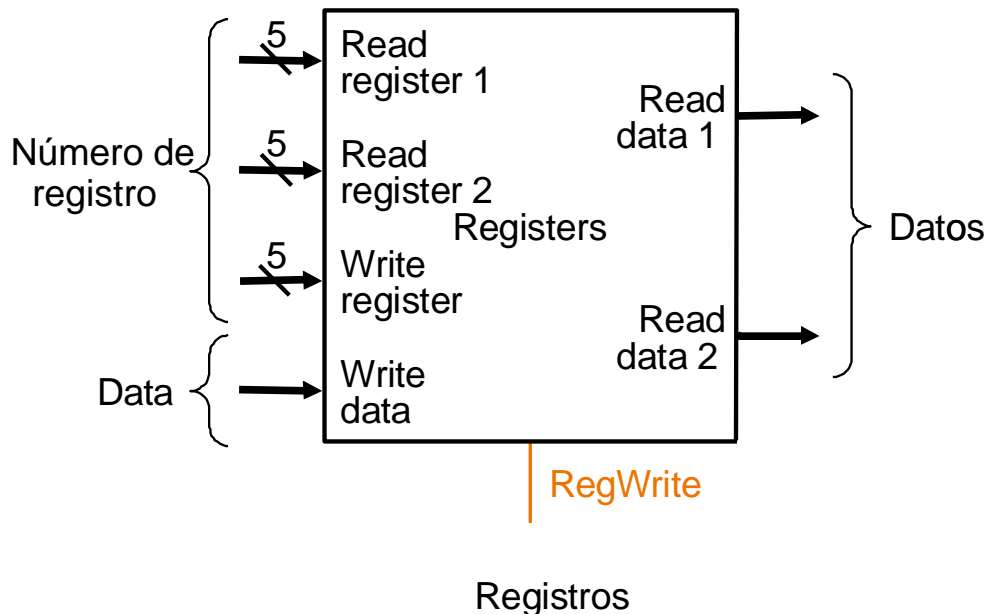 Número de
registro
Data
5
Read
register 1
5
Read
register 2
5
Write
register
Write
data
Registers
Read
data 1
Read
data 2
Datos
RegWrite
Registros